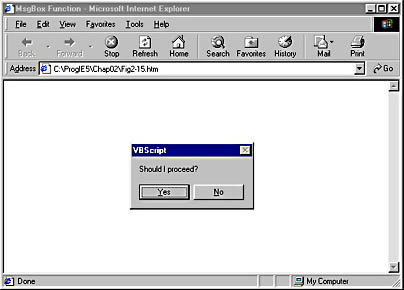 MsgBox Function - Microsoft Internet Explorer
File Edit View Favorites Tools Help
Back Forward Stop Refresh Home Search Favorites History Mail Print
Address C:\ProgIE5\Chap02\Fig2-15.htm Go
VBScript
Should I proceed?
Yes No
Done My Computer